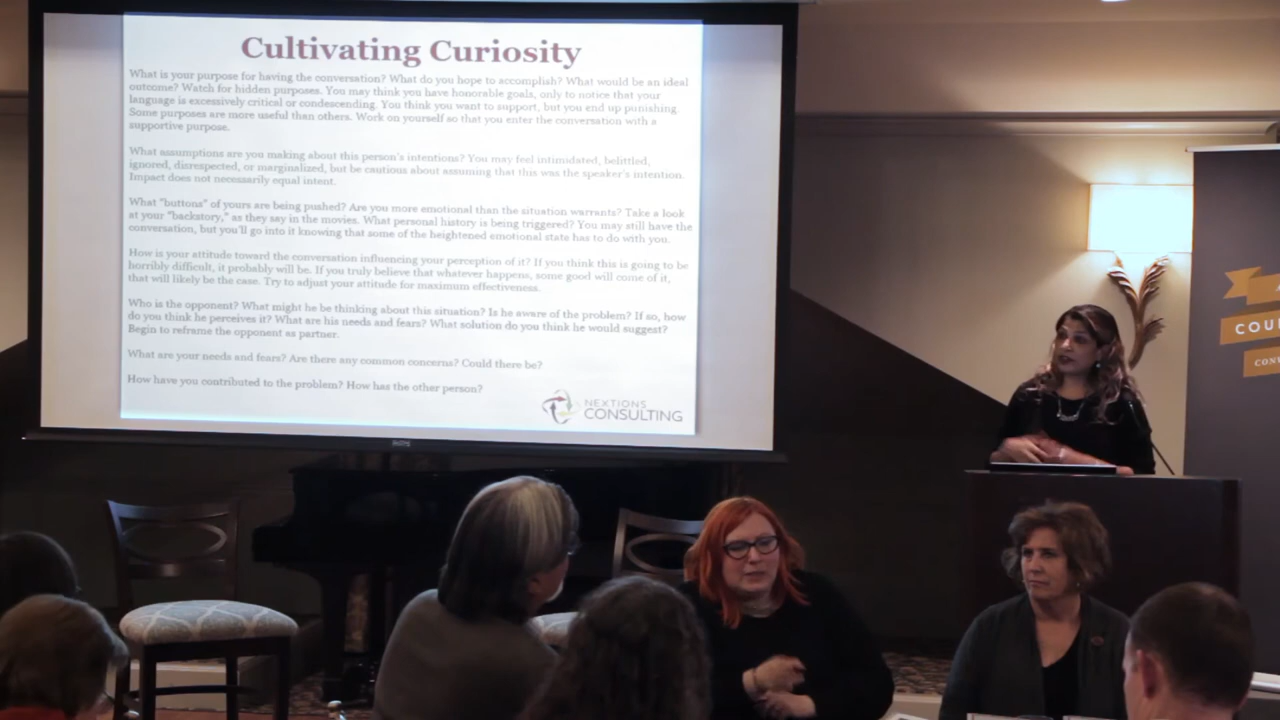 Cultivating Curiosity
What is your purpose for having the conversation? What do you hope to accomplish? What would be an ideal
outcome? Watch for hidden purposes. You may think you have honorable goals, only to notice that your
language is excessively critical or condescending. You think you want to support, but you end up punishing.
Some purposes are more useful than others. Work on yourself so that you enter the conversation with a
supportive purpose.
What assumptions are you making about this person's intentions? You may feel intimidated, belittled,
ignored, disrespected, or marginalized, but be cautious about assuming that this was the speaker's intention.
Impact does not necessarily equal intent.
What "buttons" of yours are being pushed? Are you more emotional than the situation warrants? Take a look
at your "backstory," as they say in the movies. What personal history is being triggered? You may still have the
conversation, but you'll go into it knowing that some of the heightened emotional state has to do with you.
How is your attitude toward the conversation influencing your perception of it? If you think this is going to be
horribly difficult, it probably will be. If you truly believe that whatever happens, some good will come of it,
that will likely be the case. Try to adjust your attitude for maximum effectiveness.
Who is the opponent? What might he be thinking about this situation? Is he aware of the problem? If so, how
do you think he perceives it? What are his needs and fears? What solution do you think he would suggest?
Begin to reframe the opponent as partner.
What are your needs and fears? Are there any common concerns? Could there be?
How have you contributed to the problem? How has the other person?
NEXTIONS
CONSULTING